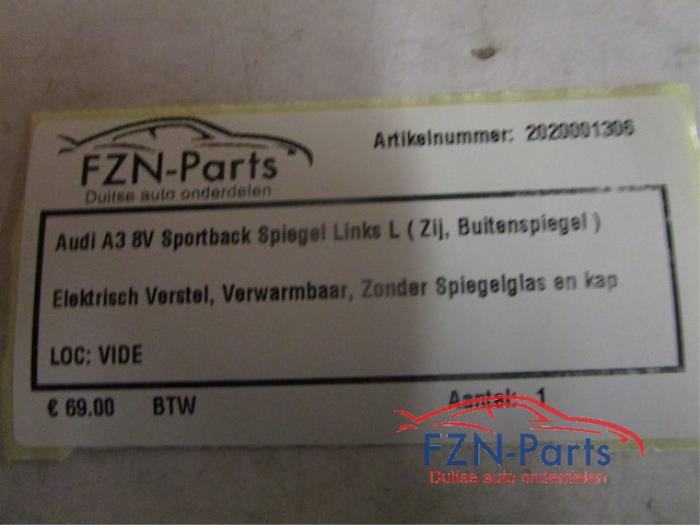 FZN-Parts
Duitse auto onderdelen
Artikelnummer: 2020001306
Audi A3 8V Sportback Spiegel Links L ( Zij, Buitenspiegel )
Elektrisch Verstel, Verwarmbaar, Zonder Spiegelglas en kap
LOC: VIDE
€ 69.00 BTW
Aantal: 1
FZN-Parts
Duitse auto onderdelen